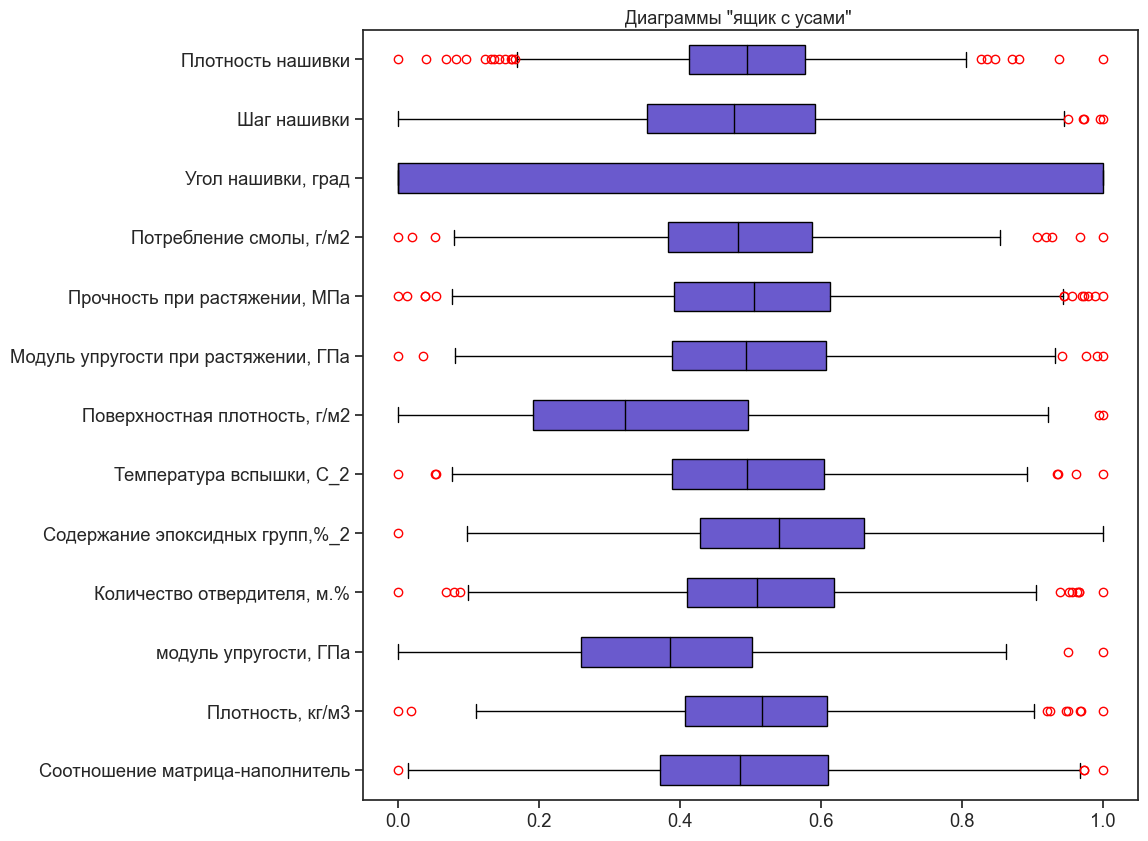 Диаграммы "ящик с усами"
Плотность нашивки
Шаг нашивки
Угол нашивки, град
Потребление смолы, г/м2
Прочность при растяжении, МПа
Модуль упругости при растяжении, ГПа
Поверхностная плотность, г/м2
Температура вспышки, С_2
Содержание эпоксидных групп,%_2
Количество отвердителя, м.%
модуль упругости, ГПа
Плотность, кг/м3
Соотношение матрица-наполнитель
0.0 0.2 0.4 0.6 0.8 1.0